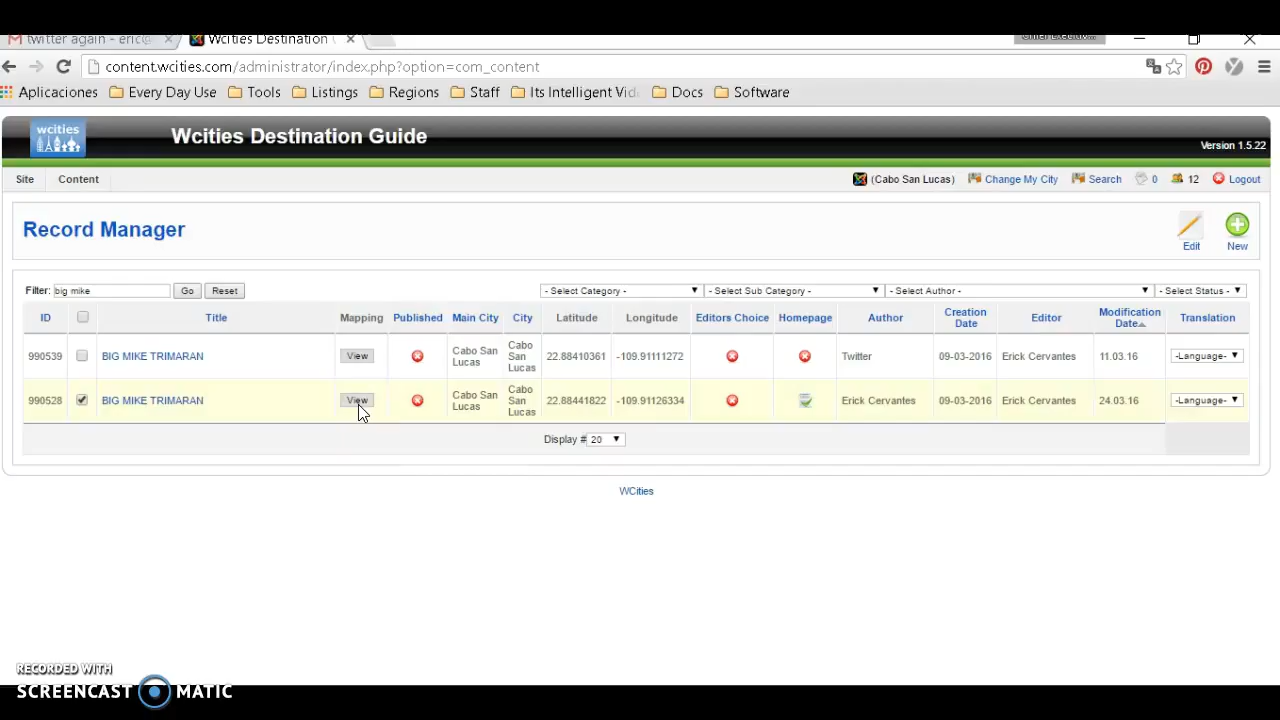 twitter again - eric@
Wcities Destination
content.wcities.com/administrator/index.php?option=com_content
Aplicaciones Every Day Use Tools Listings Regions Staff Its Intelligent Vid Docs Software
wcities
Wcities Destination Guide
Version 1.5.22
Site Content (Cabo San Lucas) Change My City Search 0 12 Logout
Record Manager
Edit New
Filter: big mike Go Reset - Select Category - - Select Sub Category - - Select Author - - Select Status -
ID Title Mapping Published Main City City Latitude Longitude Editors Choice Homepage Author Creation Date Editor Modification Date Translation
990539 BIG MIKE TRIMARAN View Cabo San Lucas Cabo San Lucas 22.88410361 -109.91111272 Twitter 09-03-2016 Erick Cervantes 11.03.16 -Language-
990528 BIG MIKE TRIMARAN View Cabo San Lucas Cabo San Lucas 22.88441822 -109.91126334 Erick Cervantes 09-03-2016 Erick Cervantes 24.03.16 -Language-
Display # 20
WCities
RECORDED WITH
SCREENCAST MATIC